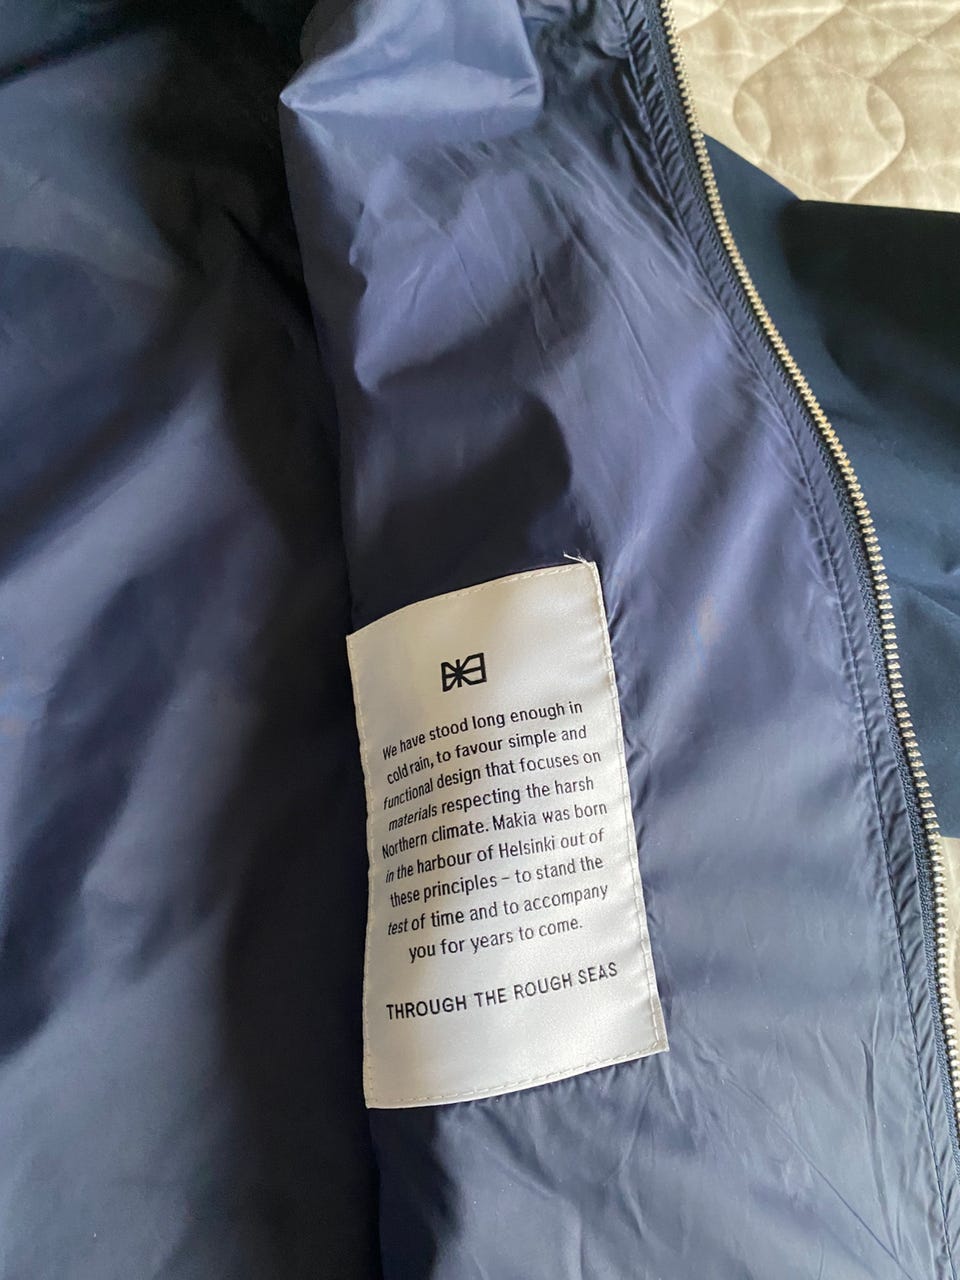 We have stood long enough in
cold rain, to favour simple and
functional design that focuses on
materials respecting the harsh
Northern climate. Makia was born
in the harbour of Helsinki out of
these principles – to stand the
test of time and to accompany
you for years to come.
THROUGH THE ROUGH SEAS